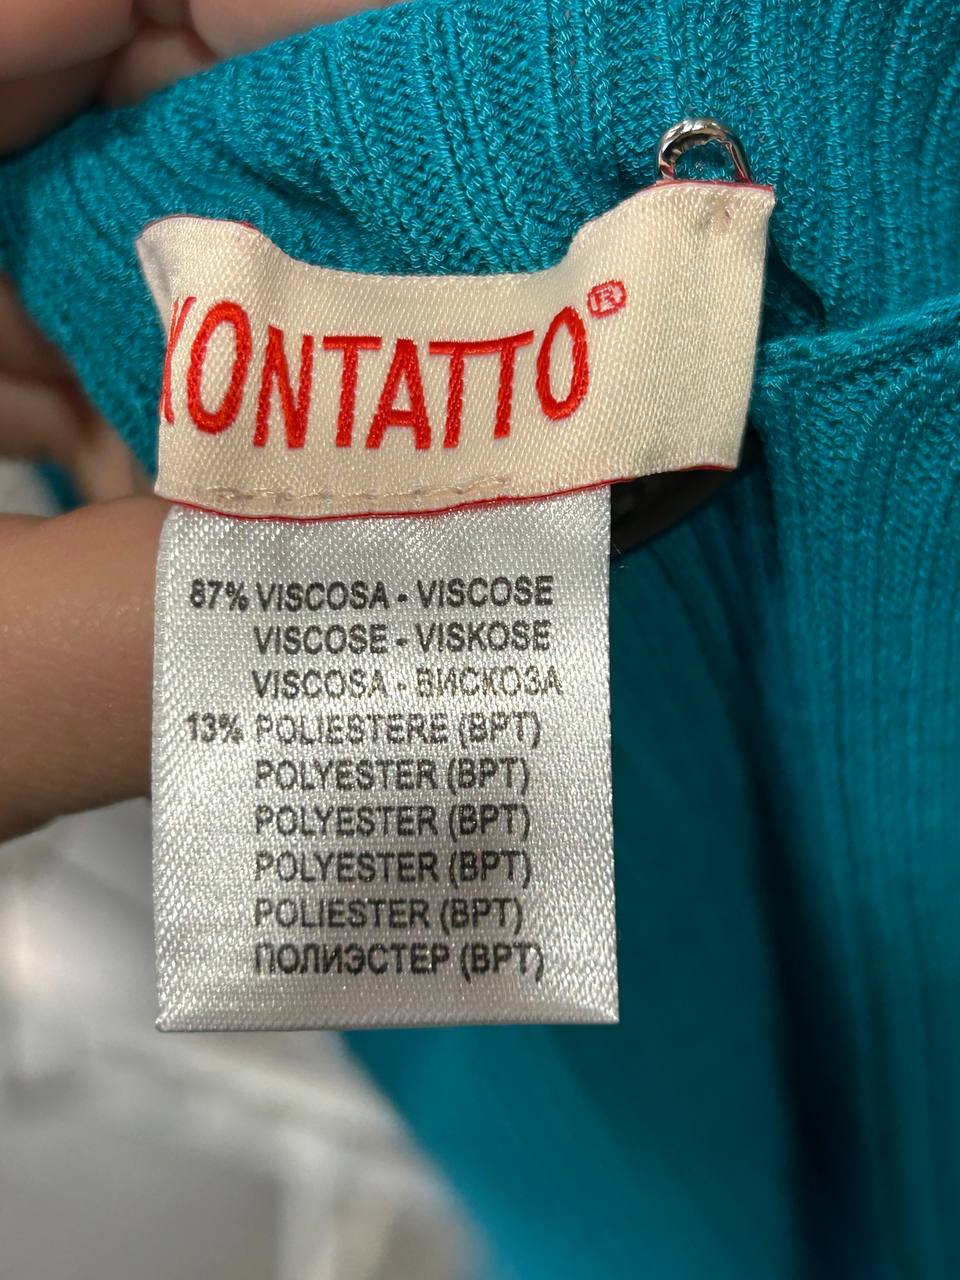 KONTATTO®
87% VISCOSA - VISCOSE
VISCOSE - VISKOSE
VISCOSA - ВИСКОЗА
13% POLIESTERE (BPT)
POLYESTER (BPT)
POLYESTER (BPT)
POLYESTER (BPT)
POLIESTER (BPT)
ПОЛИЭСТЕР (BPT)